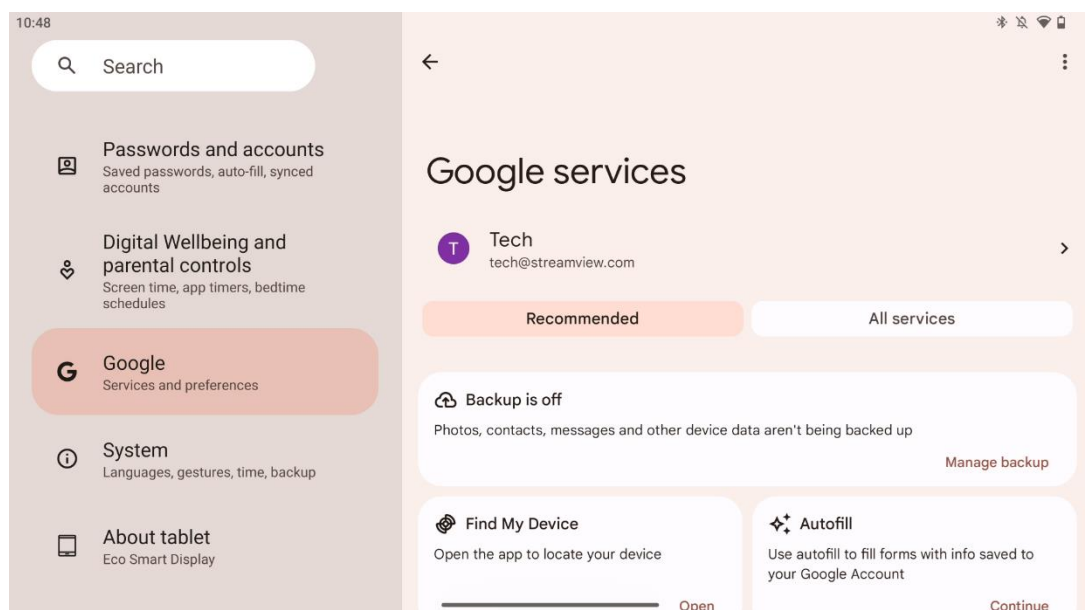 10:48
Search
Passwords and accounts
Saved passwords, auto-fill, synced
accounts
Digital Wellbeing and
parental controls
Screen time, app timers, bedtime
schedules
Google
Services and preferences
System
Languages, gestures, time, backup
About tablet
Eco Smart Display
Google services
T
Tech
tech@streamview.com
Recommended
All services
Backup is off
Photos, contacts, messages and other device data aren't being backed up
Manage backup
Find My Device
Open the app to locate your device
Open
Autofill
Use autofill to fill forms with info saved to
your Google Account
Continue